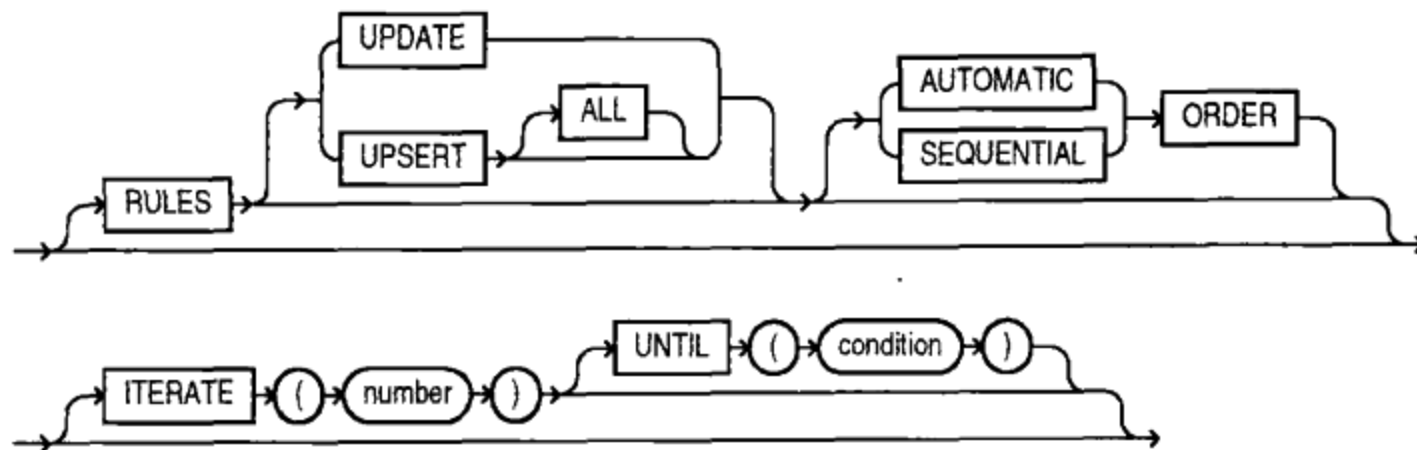 UPDATE
ALL
UPSERT
AUTOMATIC
SEQUENTIAL
ORDER
RULES
UNTIL ( condition )
ITERATE ( number )